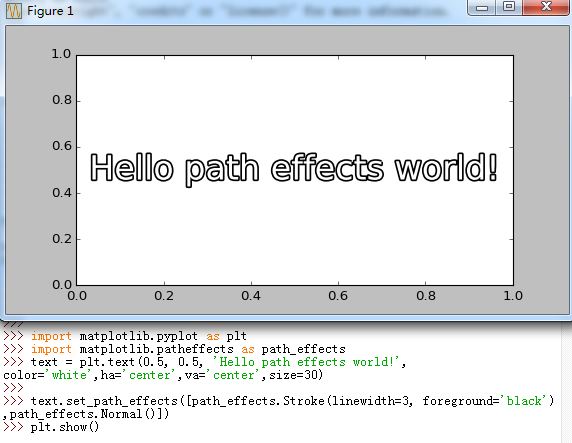 Figure 1
"credits" or "license()" for more information.
1.0
0.8
0.6
Hello path effects world!
0.4
0.2
0.0
0.0 0.2 0.4 0.6 0.8 1.0
>>>
>>> import matplotlib.pyplot as plt
>>> import matplotlib.patheffects as path_effects
>>> text = plt.text(0.5, 0.5, 'Hello path effects world!',
color='white',ha='center',va='center',size=30)
>>>
>>> text.set_path_effects([path_effects.Stroke(linewidth=3, foreground='black')
,path_effects.Normal()])
>>> plt.show()